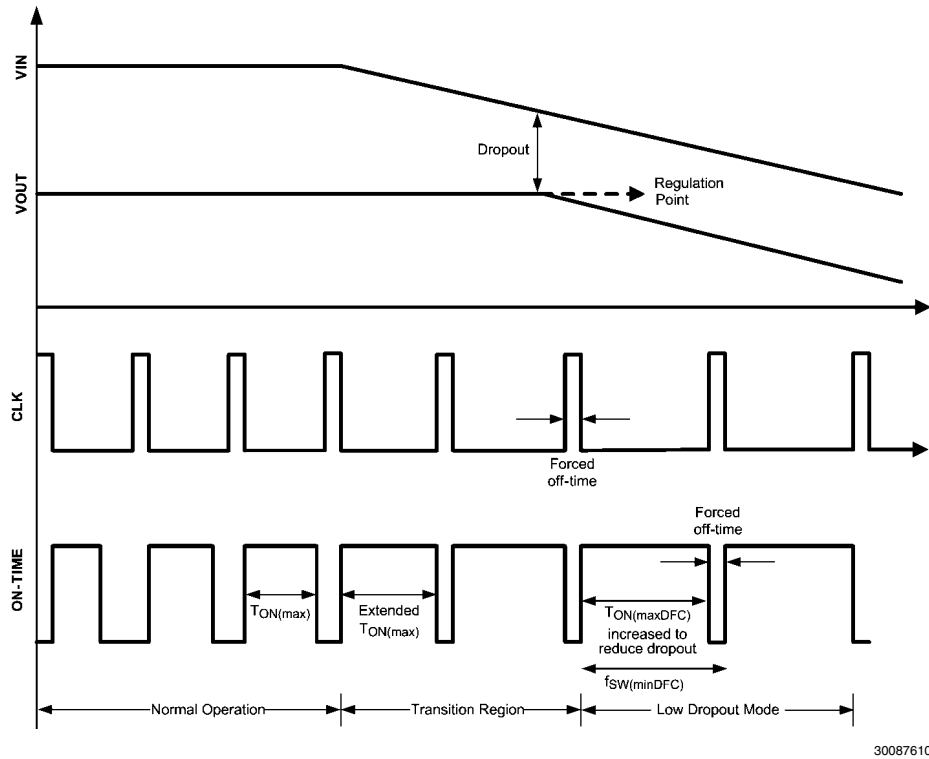 VIN
Dropout
VOUT
Regulation
Point
CLK
Forced
off-time
Forced
off-time
ON-TIME
TON(max)
Extended
TON(max)
TON(maxDFC)
increased to
reduce dropout
fSW(minDFC)
Normal Operation
Transition Region
Low Dropout Mode
30087610